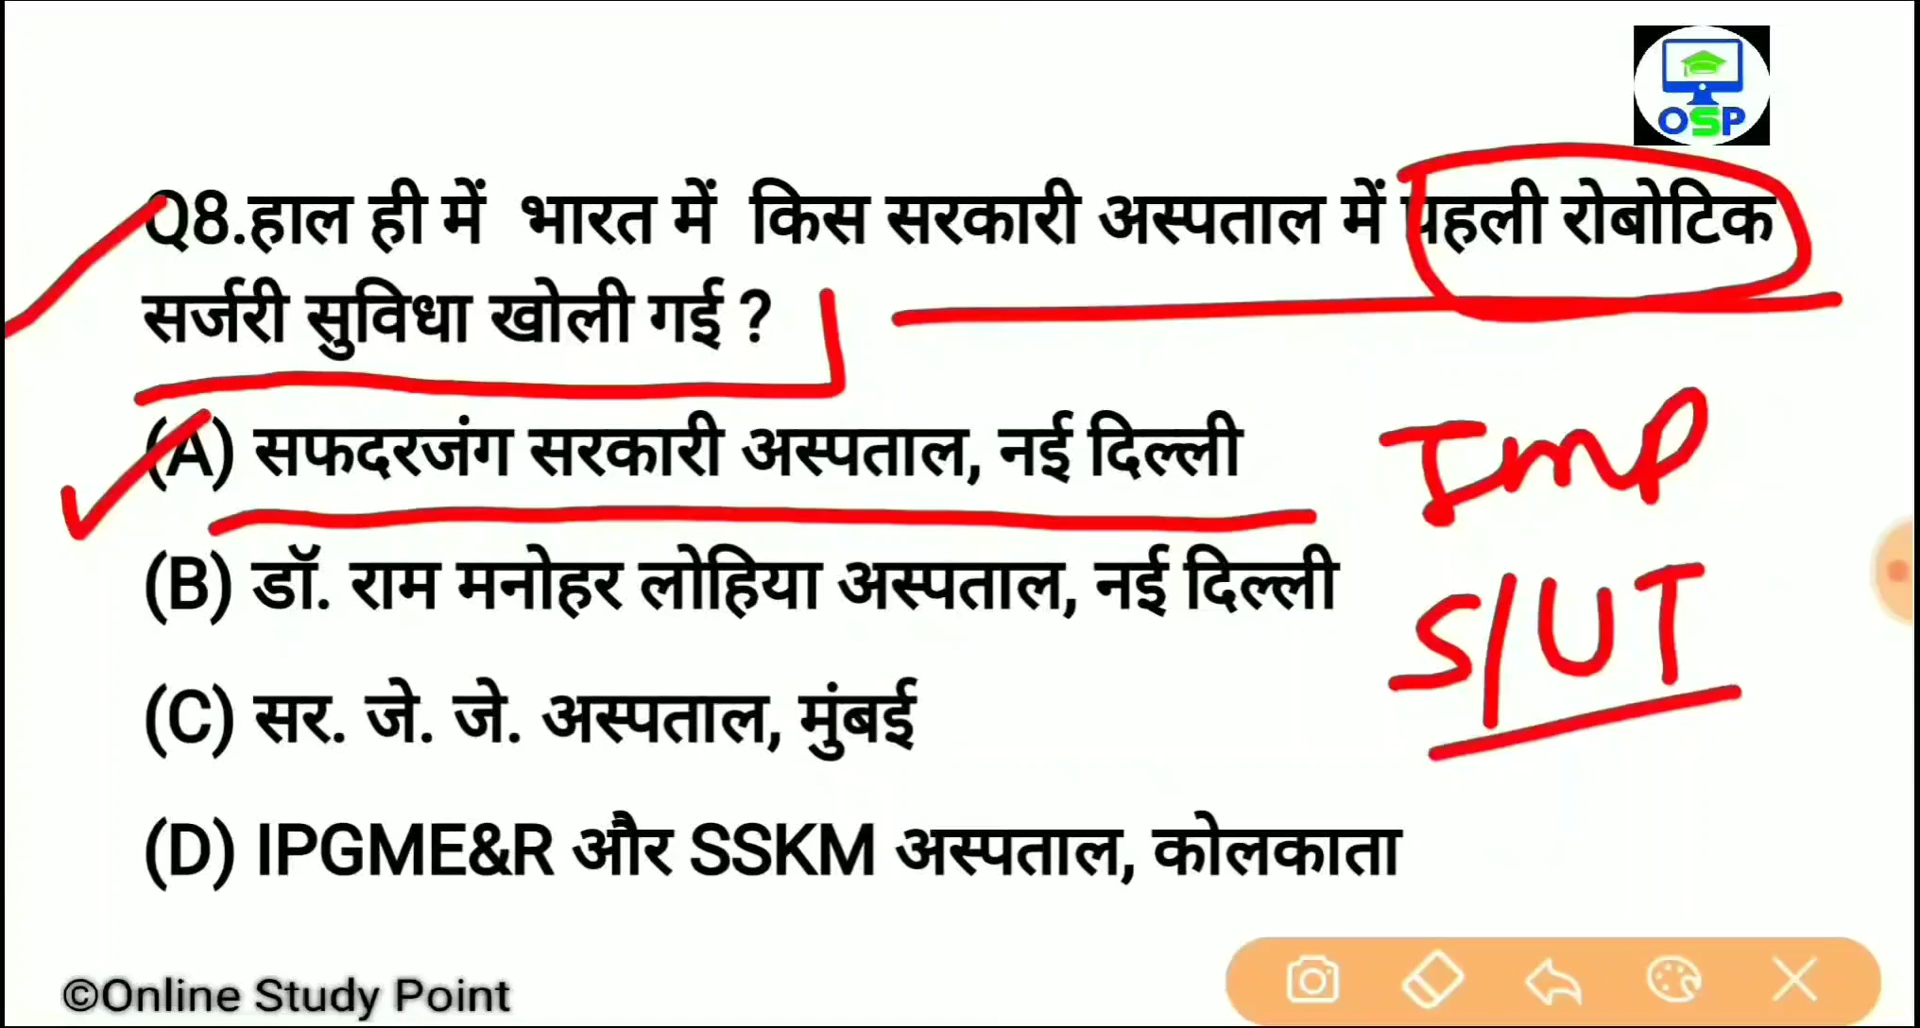 OSP
Q8.हाल ही में भारत में किस सरकारी अस्पताल में पहली रोबोटिक
सर्जरी सुविधा खोली गई ?
(A) सफदरजंग सरकारी अस्पताल, नई दिल्ली
Imp
(B) डॉ. राम मनोहर लोहिया अस्पताल, नई दिल्ली
S/UT
(C) सर. जे. जे. अस्पताल, मुंबई
(D) IPGME&R और SSKM अस्पताल, कोलकाता
©Online Study Point